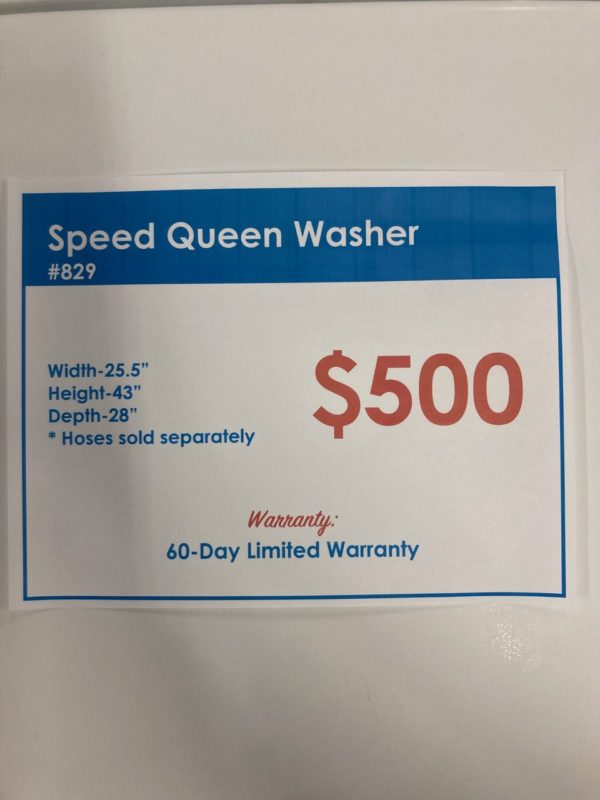 Speed Queen Washer
#829
Width-25.5”
Height-43”
Depth-28”
* Hoses sold separately
$500
Warranty:
60-Day Limited Warranty